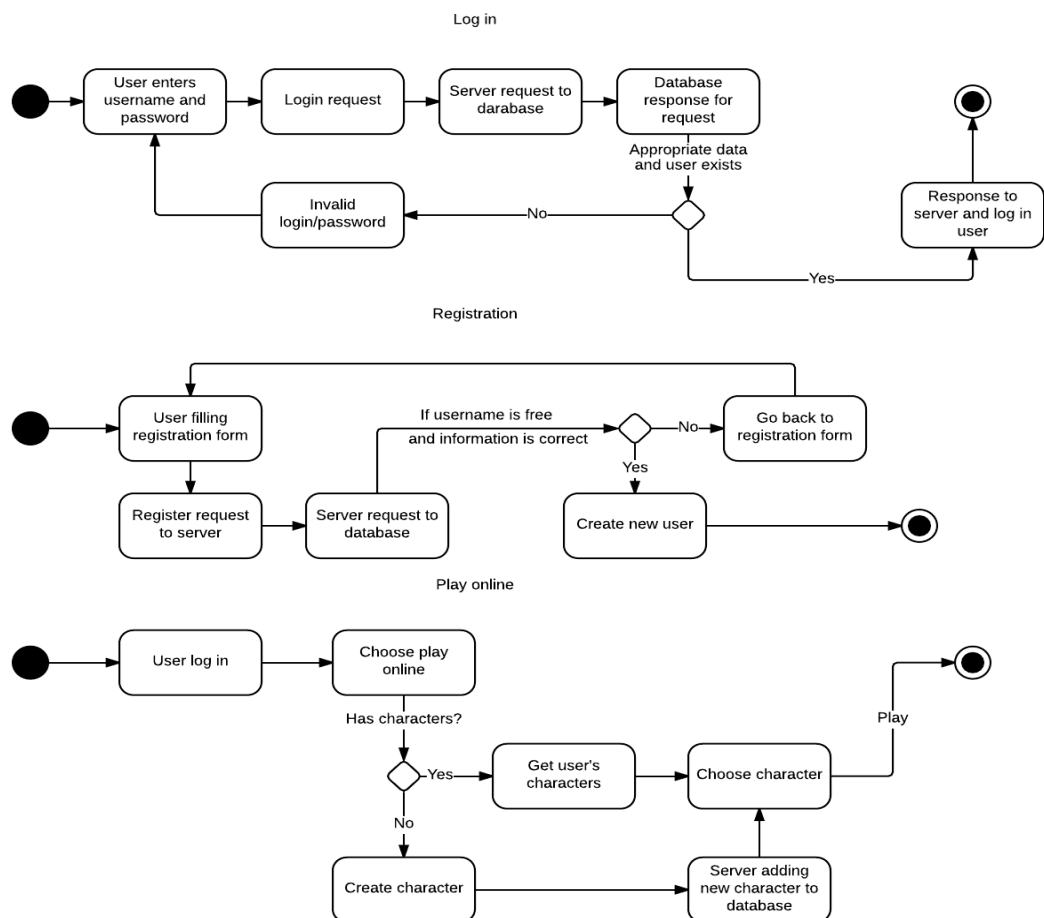 Log in
User enters
username and
password
Login request
Server request to
darabase
Database
response for
request
Appropriate data
and user exists
Invalid
login/password
No
Response to
server and log in
user
Yes
Registration
User filling
registration form
If username is free
and information is correct
No
Go back to
registration form
Yes
Register request
to server
Server request to
database
Create new user
Play online
User log in
Choose play
online
Has characters?
Play
Yes
Get user's
characters
Choose character
No
Create character
Server adding
new character to
database